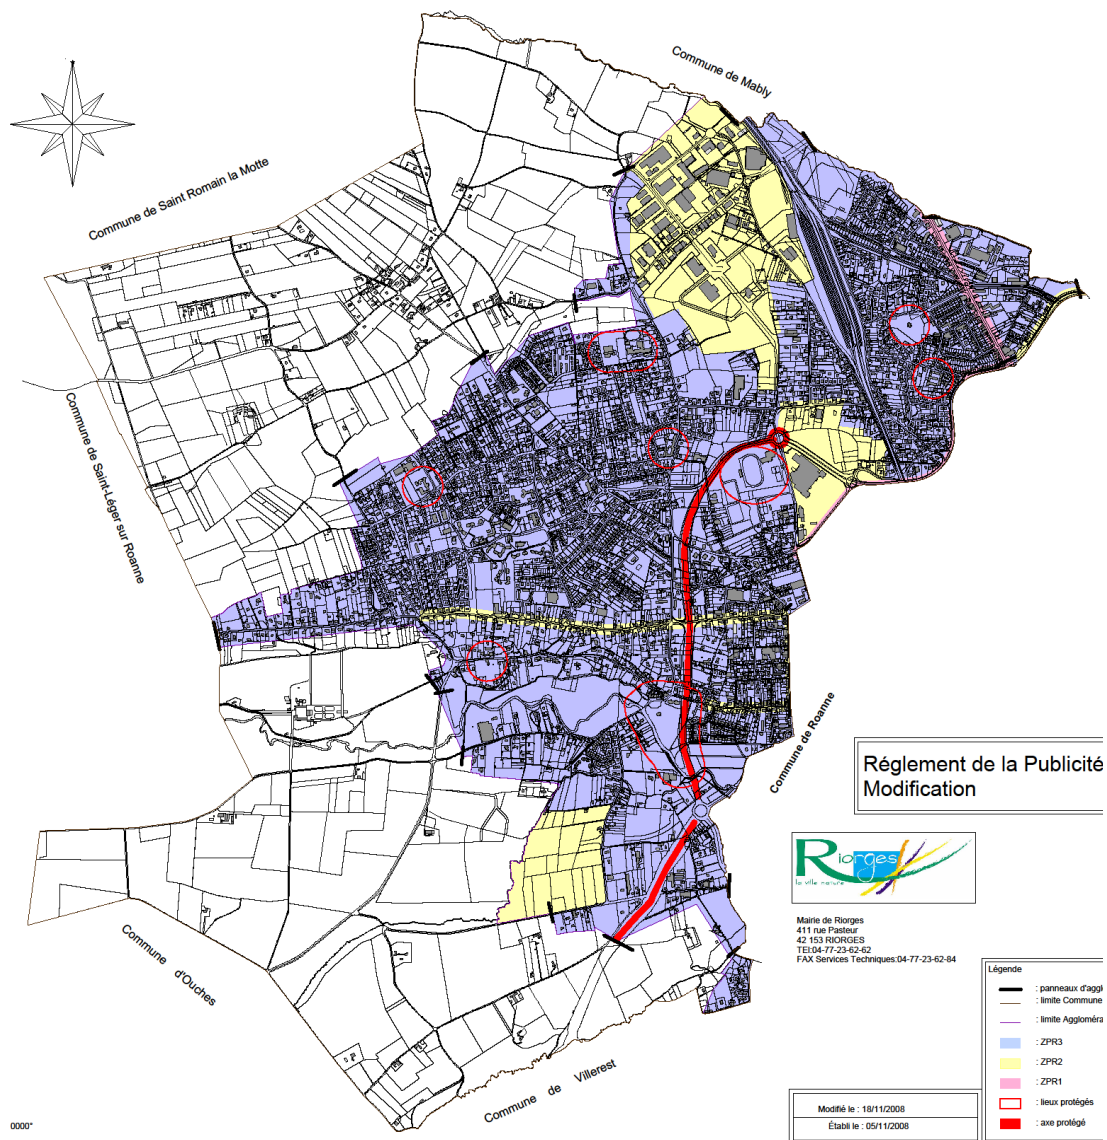 Commune de Mably
Commune de Saint Romain la Motte
Commune de Saint-Léger sur Roanne
Commune de Roanne
Réglement de la Publicité
Modification
Riorges
la ville nature
Mairie de Riorges
411 rue Pasteur
42 153 RIORGES
TEl:04-77-23-62-62
FAX Services Techniques:04-77-23-62-84
Commune d'Ouches
Commune de Villerest
Légende
: panneaux d'agglo
: limite Commune
: limite Aggloméra
: ZPR3
: ZPR2
: ZPR1
: lieux protégés
: axe protégé
Modifié le : 18/11/2008
Établi le : 05/11/2008
0000"